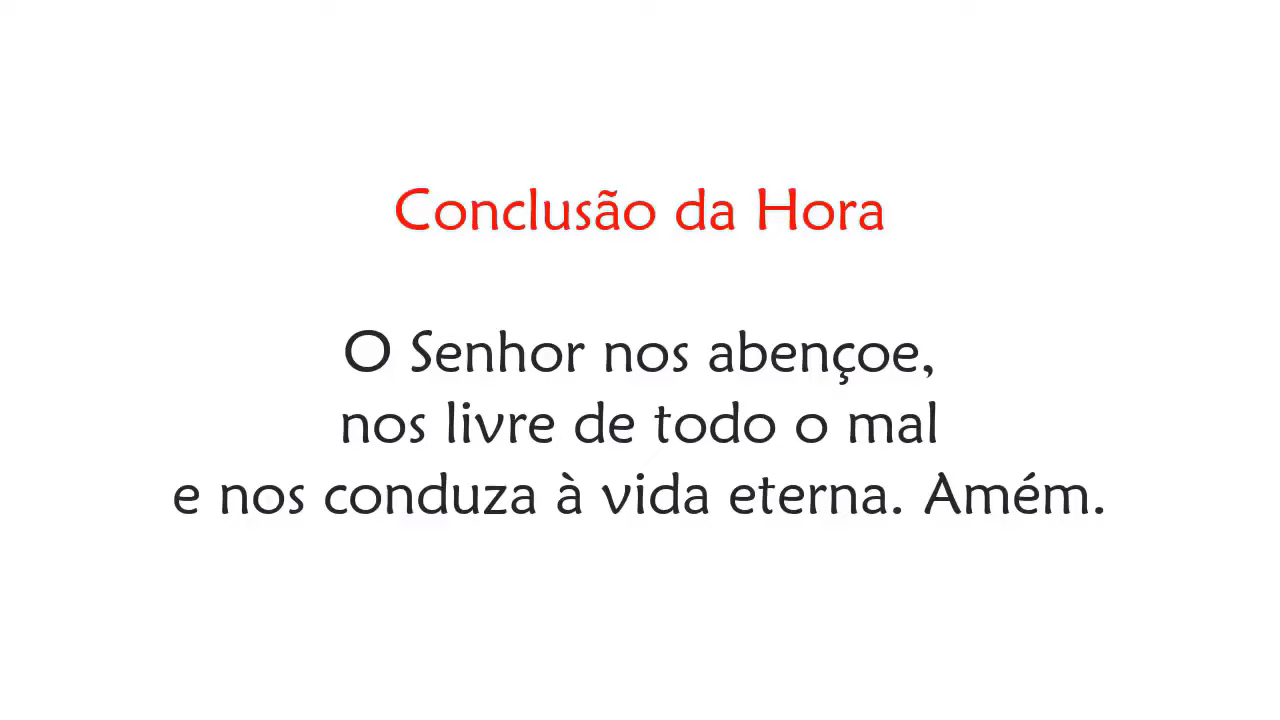 Conclusão da Hora
O Senhor nos abençoe,
nos livre de todo o mal
e nos conduza à vida eterna. Amém.